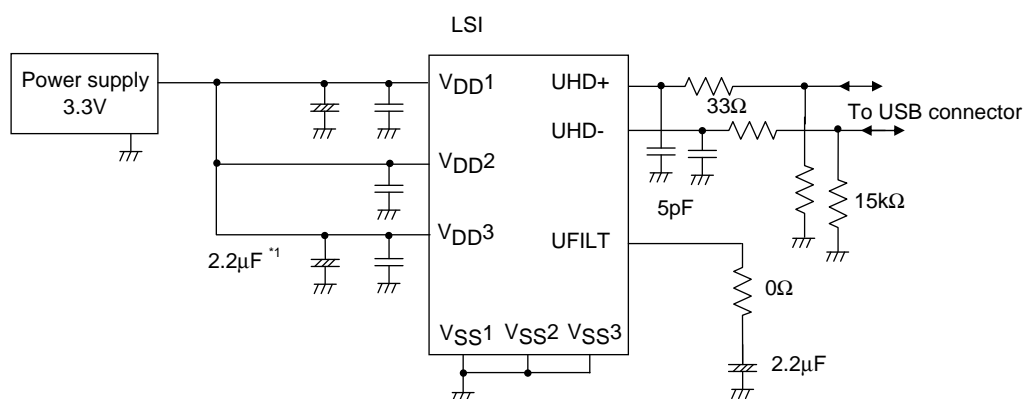 LSI
Power supply
3.3V
VDD1
VDD2
VDD3
2.2μF *1
VSS1 VSS2 VSS3
UHD+
UHD-
UFILT
33Ω
5pF
To USB connector
15kΩ
0Ω
2.2μF